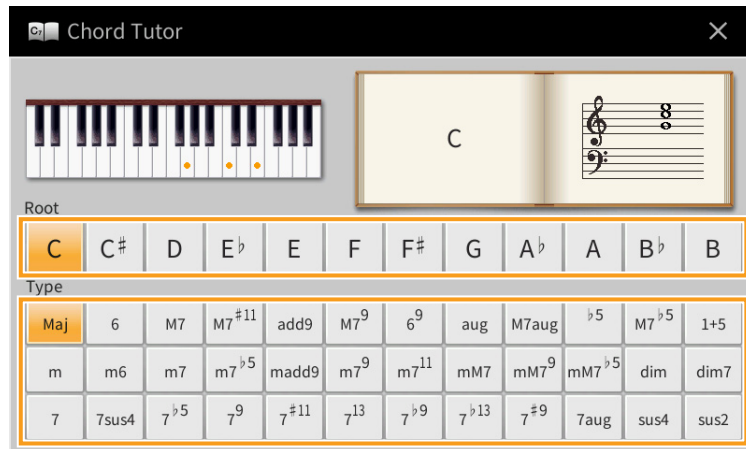 C7 Chord Tutor ×
C
Root
C C♯ D E♭ E F F♯ G A♭ A B♭ B
Type
Maj 6 M7 M7♯11 add9 M7⁹ 6⁹ aug M7aug ♭5 M7♭5 1+5
m m6 m7 m7♭5 madd9 m7⁹ m7¹¹ mM7 mM7⁹ mM7♭5 dim dim7
7 7sus4 7♭5 7⁹ 7♯11 7¹³ 7♭9 7♭13 7♯9 7aug sus4 sus2